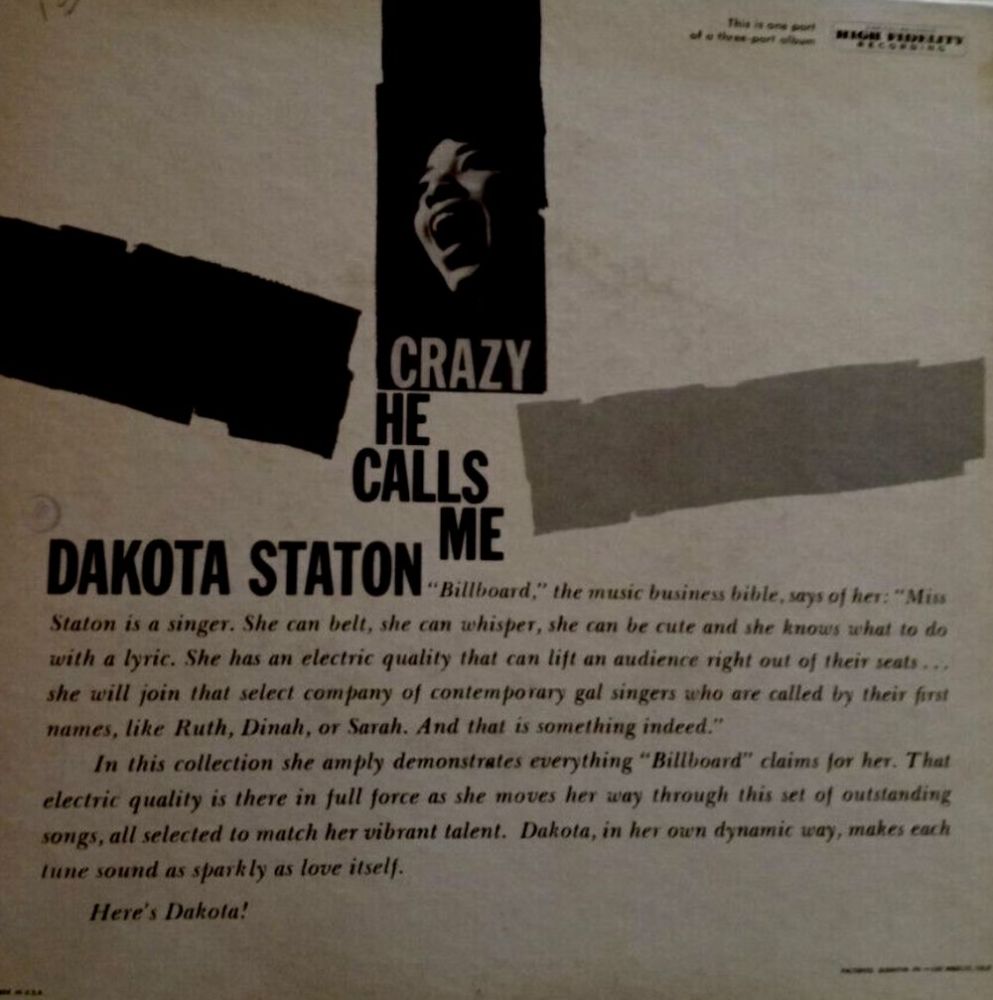 This is one part
of a three-part album
HIGH FIDELITY
RECORDING
CRAZY
HE
CALLS
ME
DAKOTA STATON
“Billboard,” the music business bible, says of her: “Miss
Staton is a singer. She can belt, she can whisper, she can be cute and she knows what to do
with a lyric. She has an electric quality that can lift an audience right out of their seats . . .
she will join that select company of contemporary gal singers who are called by their first
names, like Ruth, Dinah, or Sarah. And that is something indeed.”
In this collection she amply demonstrates everything “Billboard” claims for her. That
electric quality is there in full force as she moves her way through this set of outstanding
songs, all selected to match her vibrant talent. Dakota, in her own dynamic way, makes each
tune sound as sparkly as love itself.
Here's Dakota!
IN U.S.A.